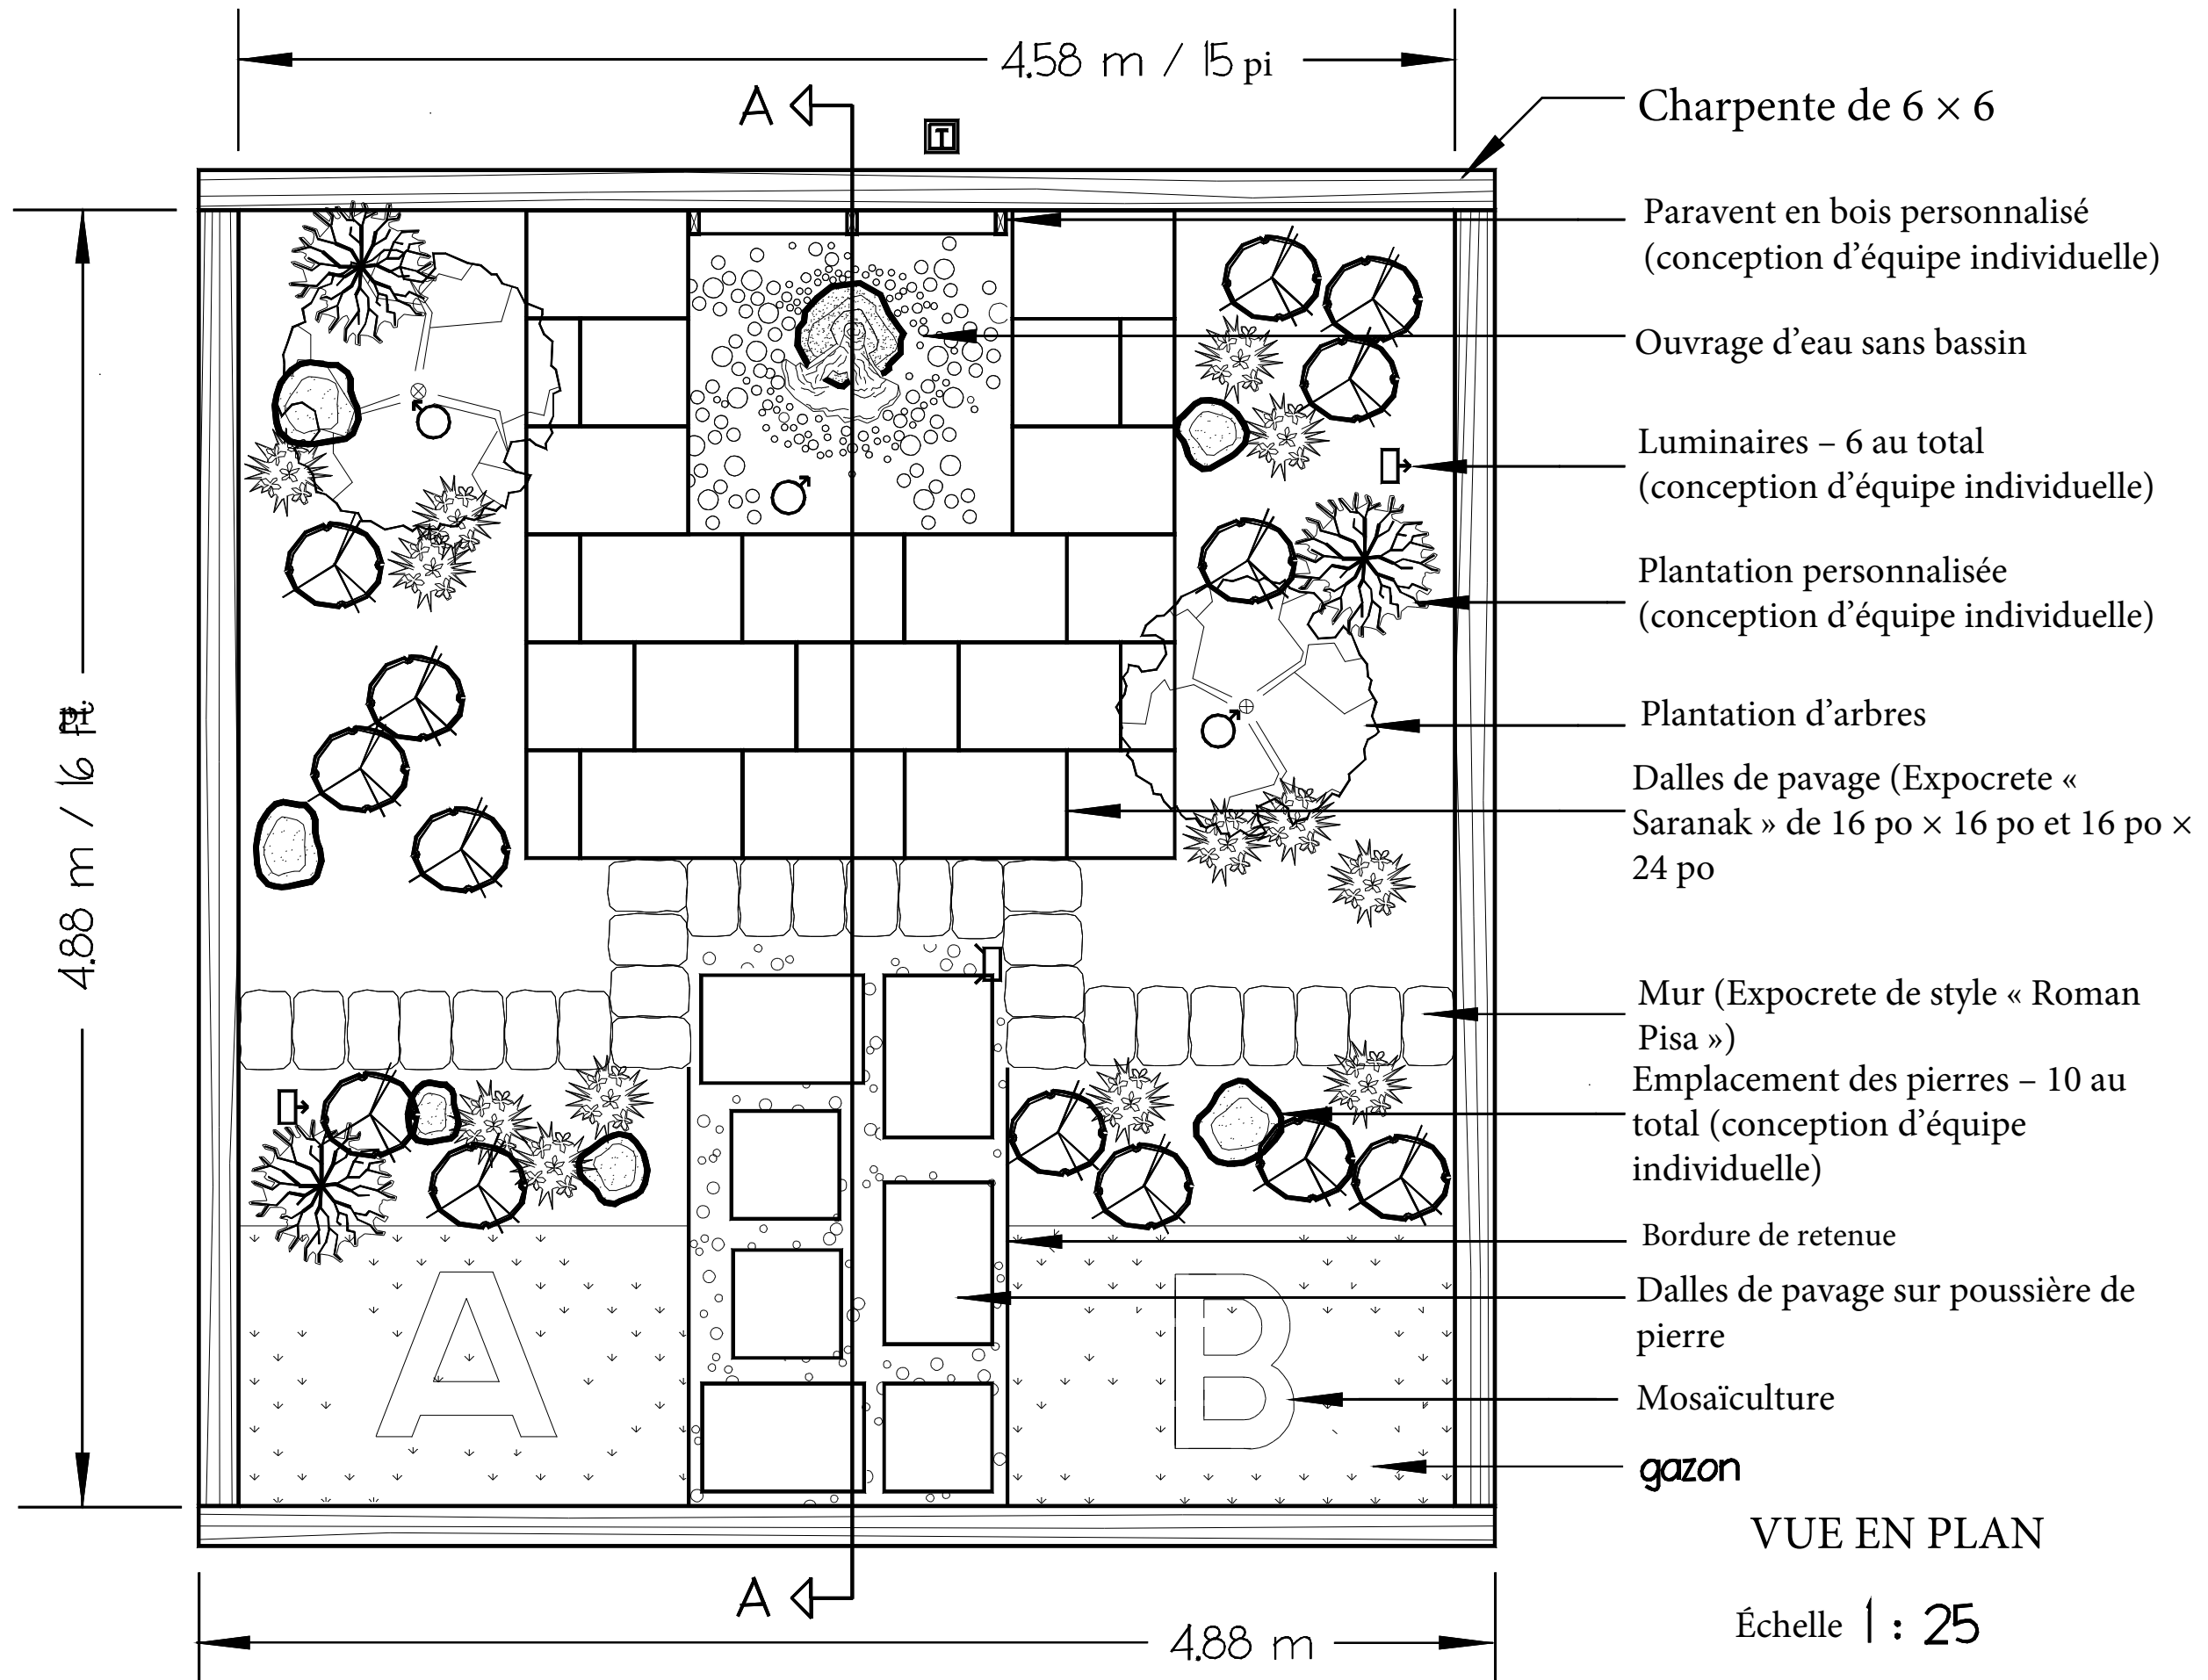 4.58 m / 15 pi
A
T
Charpente de 6 × 6
Paravent en bois personnalisé
(conception d’équipe individuelle)
Ouvrage d’eau sans bassin
Luminaires – 6 au total
(conception d’équipe individuelle)
Plantation personnalisée
(conception d’équipe individuelle)
Plantation d’arbres
4.88 m / 16 pi
Dalles de pavage (Expocrete «
Saranak » de 16 po × 16 po et 16 po ×
24 po
Mur (Expocrete de style « Roman
Pisa »)
Emplacement des pierres – 10 au
total (conception d’équipe
individuelle)
Bordure de retenue
Dalles de pavage sur poussière de
pierre
A
B
Mosaïculture
gazon
VUE EN PLAN
A
Échelle 1 : 25
4.88 m